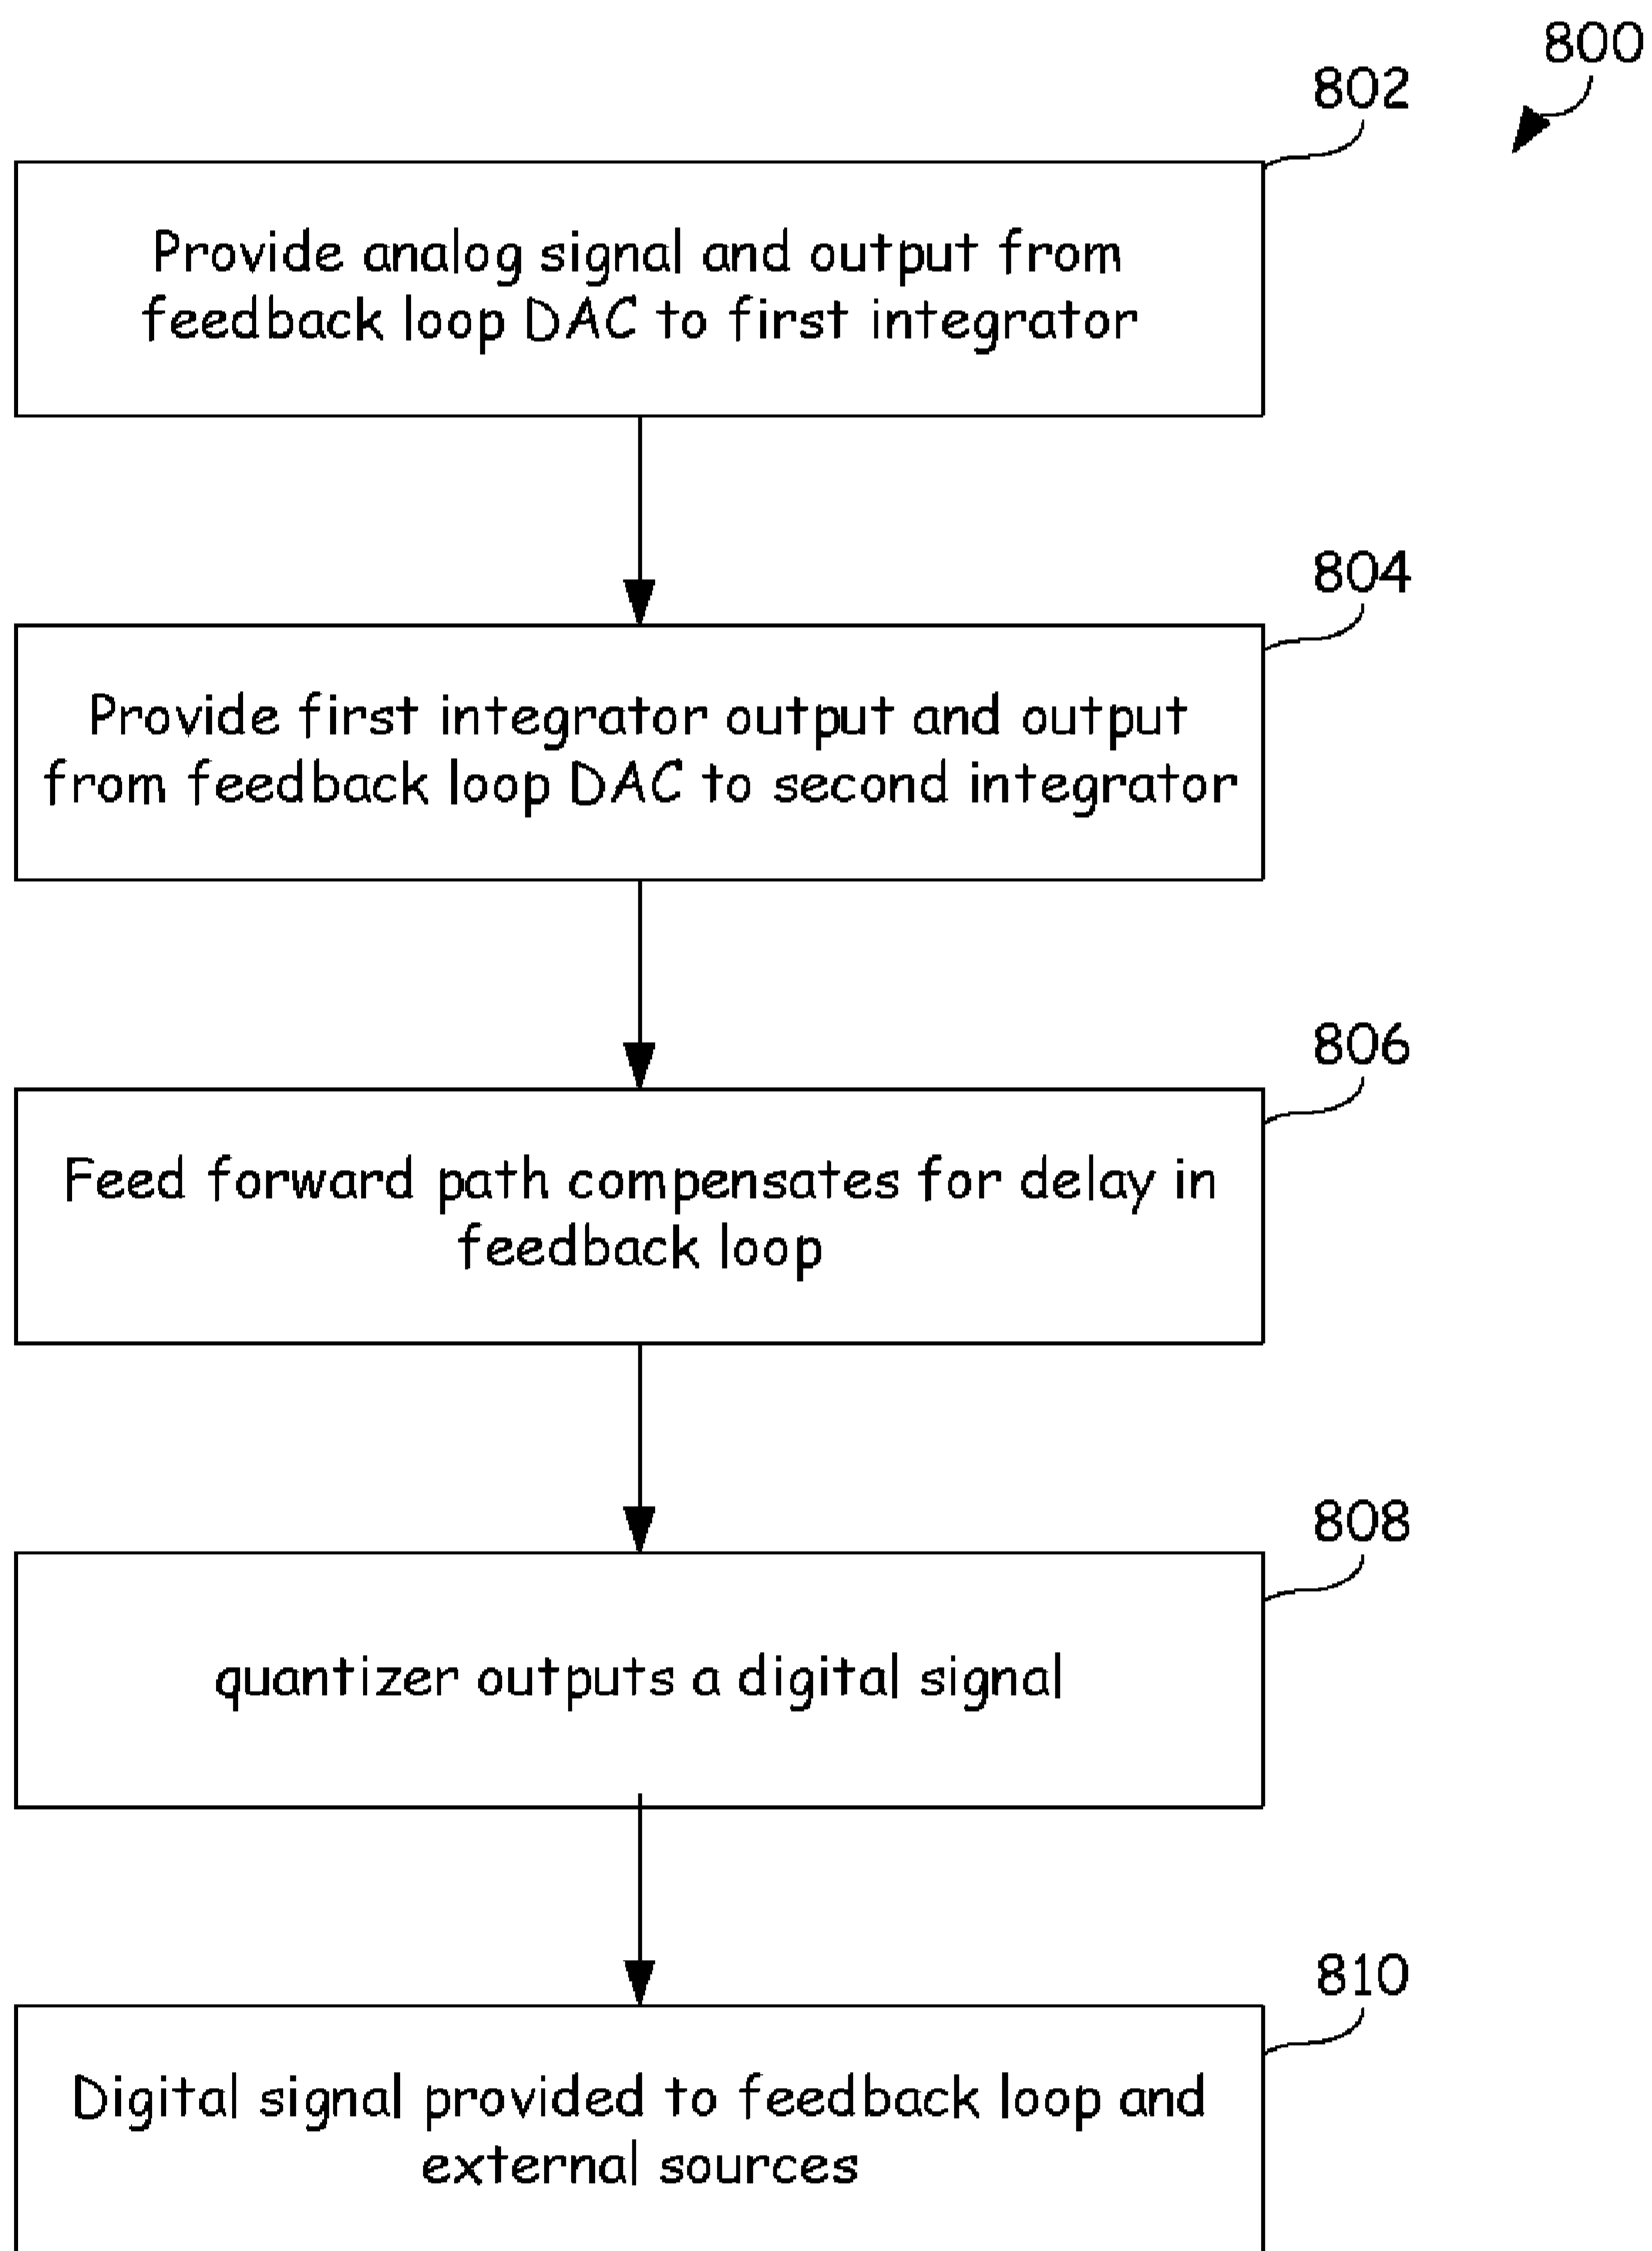 800
802
Provide analog signal and output from
feedback loop DAC to first integrator
804
Provide first integrator output and output
from feedback loop DAC to second integrator
806
Feed forward path compensates for delay in
feedback loop
808
quantizer outputs a digital signal
810
Digital signal provided to feedback loop and
external sources